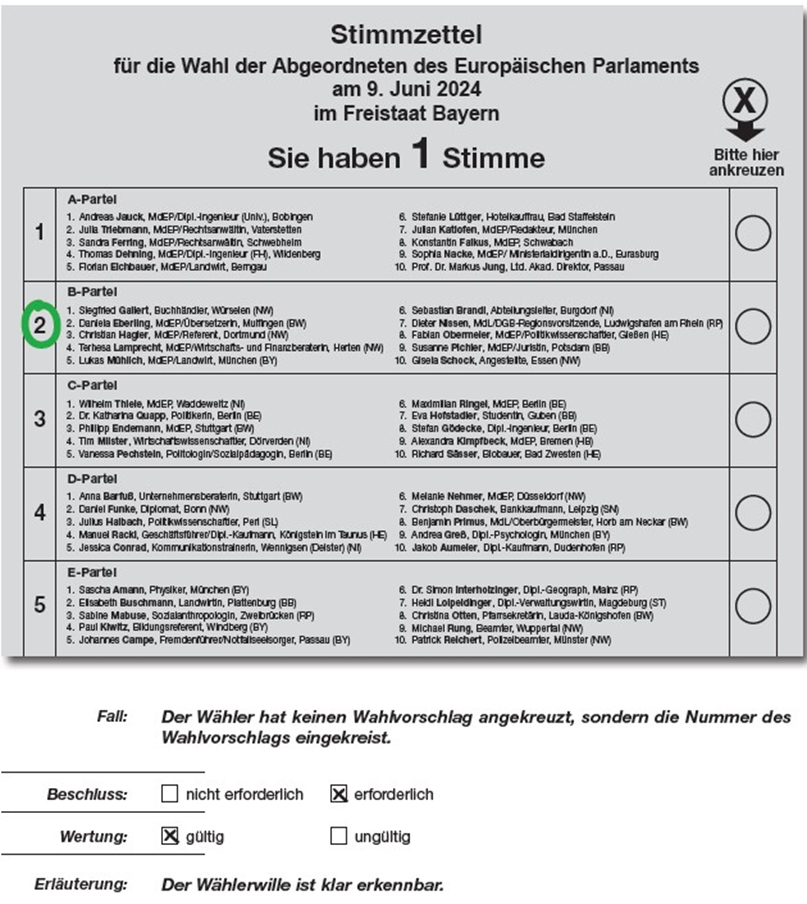 Stimmzettel
für die Wahl der Abgeordneten des Europäischen Parlaments
am 9. Juni 2024
im Freistaat Bayern
Sie haben 1 Stimme
X
Bitte hier
ankreuzen
1
A-Partei
1. Andreas Jauck, MdEP/Dipl.-Ingenieur (Univ.), Bobingen
2. Julia Triebmann, MdEP/Rechtsanwältin, Vaterstetten
3. Sandra Ferring, MdEP/Rechtsanwältin, Schwebheim
4. Thomas Dehning, MdEP/Dipl.-Ingenieur (FH), Wildenberg
5. Florian Eichbauer, MdEP/Landwirt, Berngau
6. Stefanie Lüttger, Hotelkauffrau, Bad Staffelstein
7. Julian Katlofen, MdEP/Redakteur, München
8. Konstantin Falkus, MdEP, Schwabach
9. Sophia Nacke, MdEP/ Ministerialdirigentin a.D., Eurasburg
10. Prof. Dr. Markus Jung, Ltd. Akad. Direktor, Passau
2
B-Partei
1. Siegfried Gallert, Buchhändler, Würselen (NW)
2. Daniela Eberling, MdEP/Übersetzerin, Mulfingen (BW)
3. Christian Hagler, MdEP/Referent, Dortmund (NW)
4. Terhesa Lamprecht, MdEP/Wirtschafts- und Finanzberaterin, Herten (NW)
5. Lukas Mühlich, MdEP/Landwirt, München (BY)
6. Sebastian Brandl, Abteilungsleiter, Burgdorf (NI)
7. Dieter Nissen, MdL/DGB-Regionsvorsitzende, Ludwigshafen am Rhein (RP)
8. Fabian Obermeier, MdEP/Politikwissenschaftler, Gießen (HE)
9. Susanne Pichler, MdEP/Juristin, Potsdam (BB)
10. Gisela Schock, Angestellte, Essen (NW)
3
C-Partei
1. Wilhelm Thiele, MdEP, Waddeweitz (NI)
2. Dr. Katharina Quapp, Politikerin, Berlin (BE)
3. Philipp Endemann, MdEP, Stuttgart (BW)
4. Tim Milster, Wirtschaftswissenschaftler, Dörverden (NI)
5. Vanessa Pechstein, Politologin/Sozialpädagogin, Berlin (BE)
6. Maximilian Ringel, MdEP, Berlin (BE)
7. Eva Hofstadler, Studentin, Guben (BB)
8. Stefan Gödecke, Dipl.-Ingenieur, Berlin (BE)
9. Alexandra Kimpfbeck, MdEP, Bremen (HB)
10. Richard Sässer, Biobauer, Bad Zwesten (HE)
4
D-Partei
1. Anna Barfuß, Unternehmensberaterin, Stuttgart (BW)
2. Daniel Funke, Diplomat, Bonn (NW)
3. Julius Halbach, Politikwissenschaftler, Perl (SL)
4. Manuel Racki, Geschäftsführer/Dipl.-Kaufmann, Königstein im Taunus (HE)
5. Jessica Conrad, Kommunikationstrainerin, Wennigsen (Deister) (NI)
6. Melanie Nehmer, MdEP, Düsseldorf (NW)
7. Christoph Daschek, Bankkaufmann, Leipzig (SN)
8. Benjamin Primus, MdL/Oberbürgermeister, Horb am Neckar (BW)
9. Andrea Greß, Dipl.-Psychologin, München (BY)
10. Jakob Aumeier, Dipl.-Kaufmann, Dudenhofen (RP)
5
E-Partei
1. Sascha Amann, Physiker, München (BY)
2. Elisabeth Buschmann, Landwirtin, Plattenburg (BB)
3. Sabine Mabuse, Sozialanthropologin, Zweibrücken (RP)
4. Paul Kiwitz, Bildungsreferent, Windberg (BY)
5. Johannes Campe, Fremdenführer/Notfallseelsorger, Passau (BY)
6. Dr. Simon Interholzinger, Dipl.-Geograph, Mainz (RP)
7. Heidi Loipeldinger, Dipl.-Verwaltungswirtin, Magdeburg (ST)
8. Christina Otten, Pfarrsekretärin, Lauda-Königshofen (BW)
9. Michael Rung, Beamter, Wuppertal (NW)
10. Patrick Reichert, Polizeibeamter, Münster (NW)
Fall: Der Wähler hat keinen Wahlvorschlag angekreuzt, sondern die Nummer des
Wahlvorschlags eingekreist.
Beschluss: nicht erforderlich X erforderlich
Wertung: X gültig ungültig
Erläuterung: Der Wählerwille ist klar erkennbar.